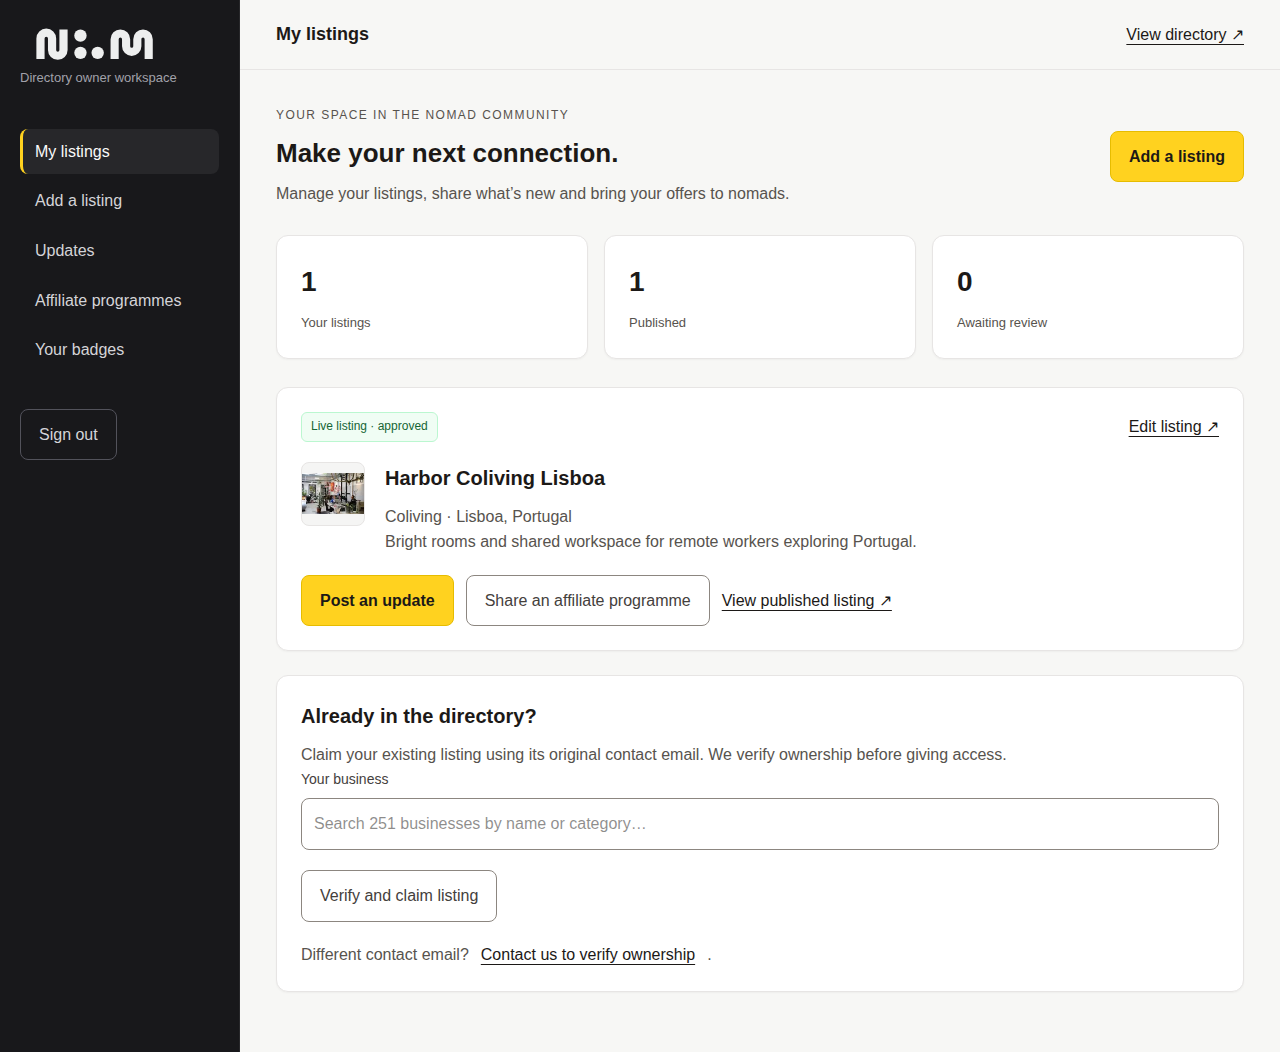 Directory owner workspace
My listings
Add a listing
Updates
Affiliate programmes
Your badges
Sign out
My listings
View directory ↗
YOUR SPACE IN THE NOMAD COMMUNITY
Make your next connection.
Manage your listings, share what’s new and bring your offers to nomads.
Add a listing
1
Your listings
1
Published
0
Awaiting review
Live listing · approved
Edit listing ↗
Harbor Coliving Lisboa
Coliving · Lisboa, Portugal
Bright rooms and shared workspace for remote workers exploring Portugal.
Post an update
Share an affiliate programme
View published listing ↗
Already in the directory?
Claim your existing listing using its original contact email. We verify ownership before giving access.
Your business
Search 251 businesses by name or category…
Verify and claim listing
Different contact email? Contact us to verify ownership .